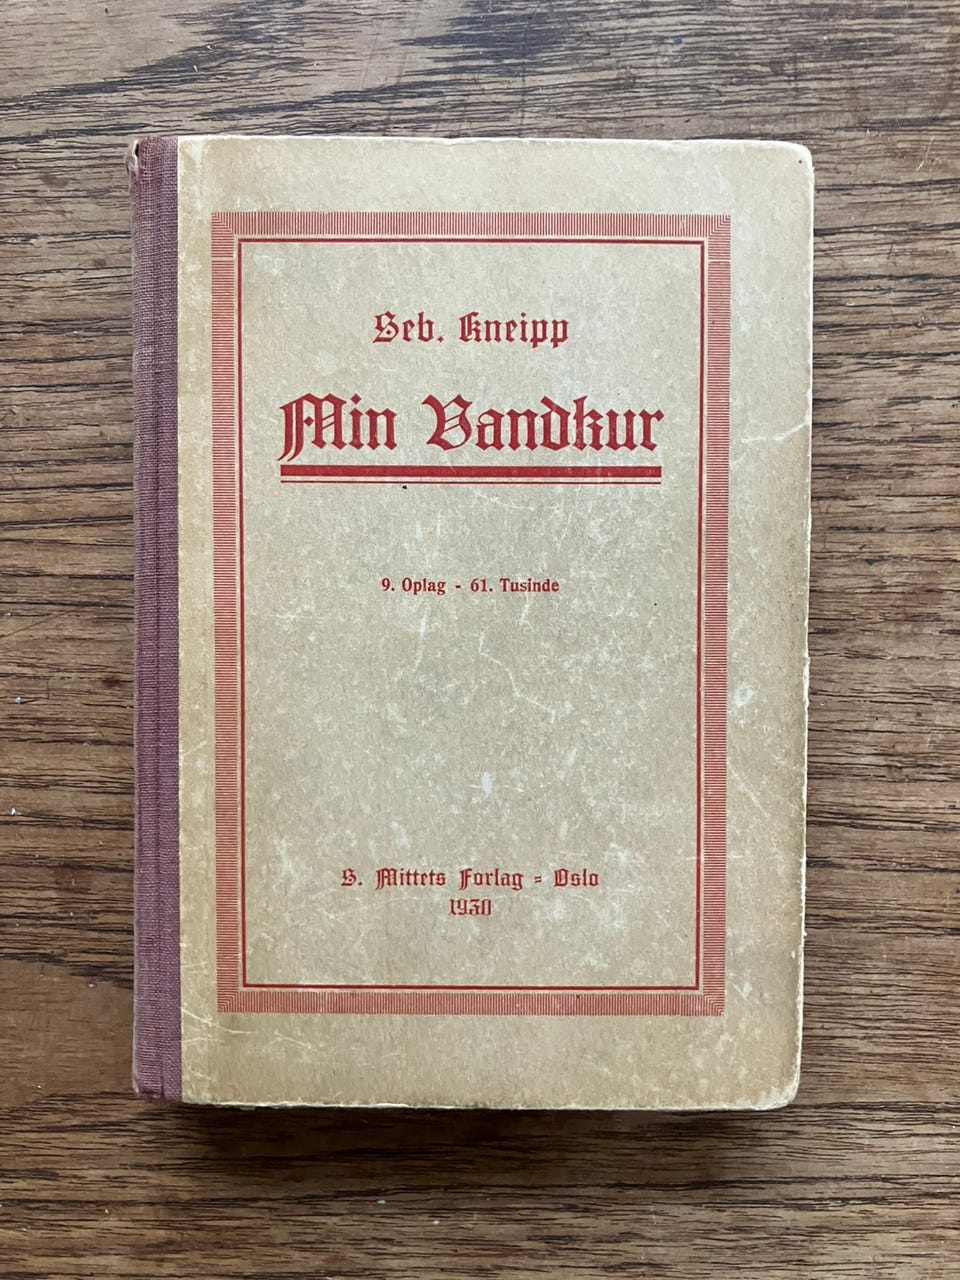 Seb. Kneipp
Min Vandkur
9. Oplag - 61. Tusinde
S. Mittets Forlag = Oslo
1930